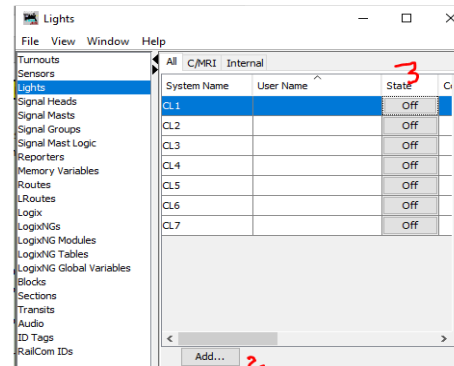 Lights
File View Window Help
Turnouts
Sensors
Lights
Signal Heads
Signal Masts
Signal Groups
Signal Mast Logic
Reporters
Memory Variables
Routes
LRoutes
Logix
LogixNGs
LogixNG Modules
LogixNG Tables
LogixNG Global Variables
Blocks
Sections
Transits
Audio
ID Tags
RailCom IDs
All C/MRI Internal
3
System Name User Name State
CL1 Off
CL2 Off
CL3 Off
CL4 Off
CL5 Off
CL6 Off
CL7 Off
Add...